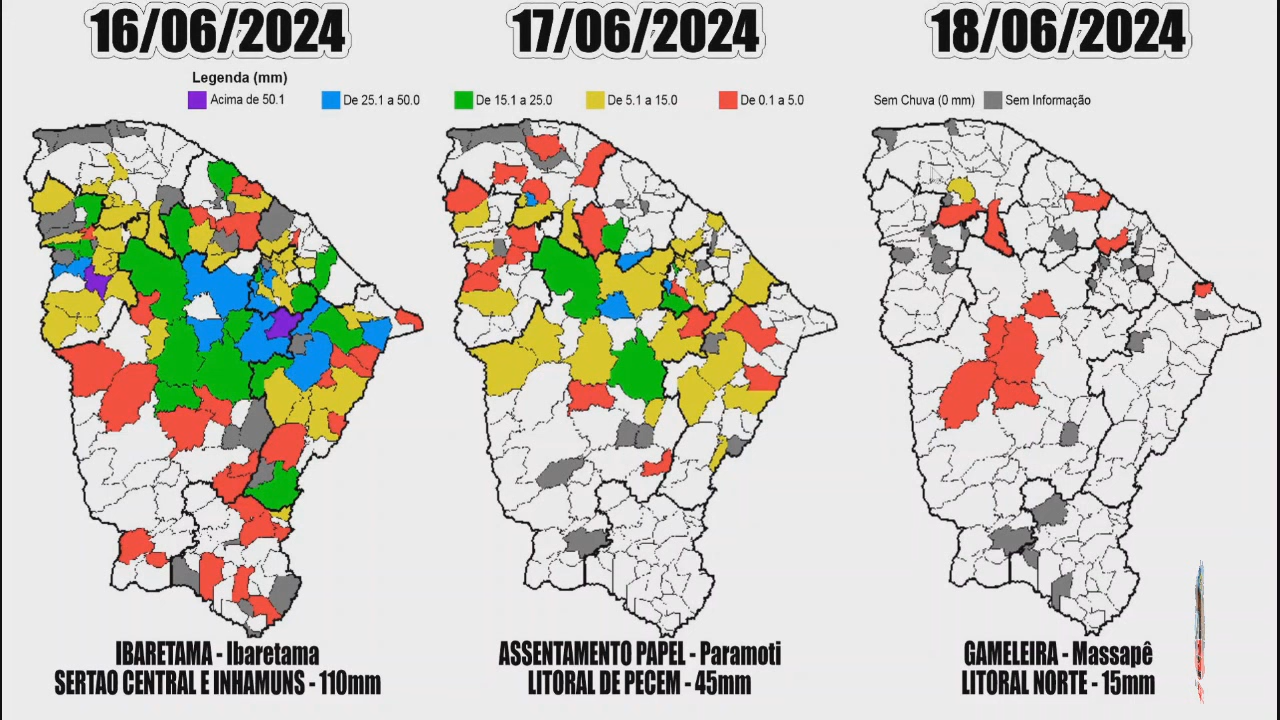 16/06/2024
17/06/2024
18/06/2024
Legenda (mm)
Acima de 50.1
De 25.1 a 50.0
De 15.1 a 25.0
De 5.1 a 15.0
De 0.1 a 5.0
Sem Chuva (0 mm)
Sem Informação
IBARETAMA - Ibaretama
SERTAO CENTRAL E INHAMUNS - 110mm
ASSENTAMENTO PAPEL - Paramoti
LITORAL DE PECEM - 45mm
GAMELEIRA - Massapê
LITORAL NORTE - 15mm